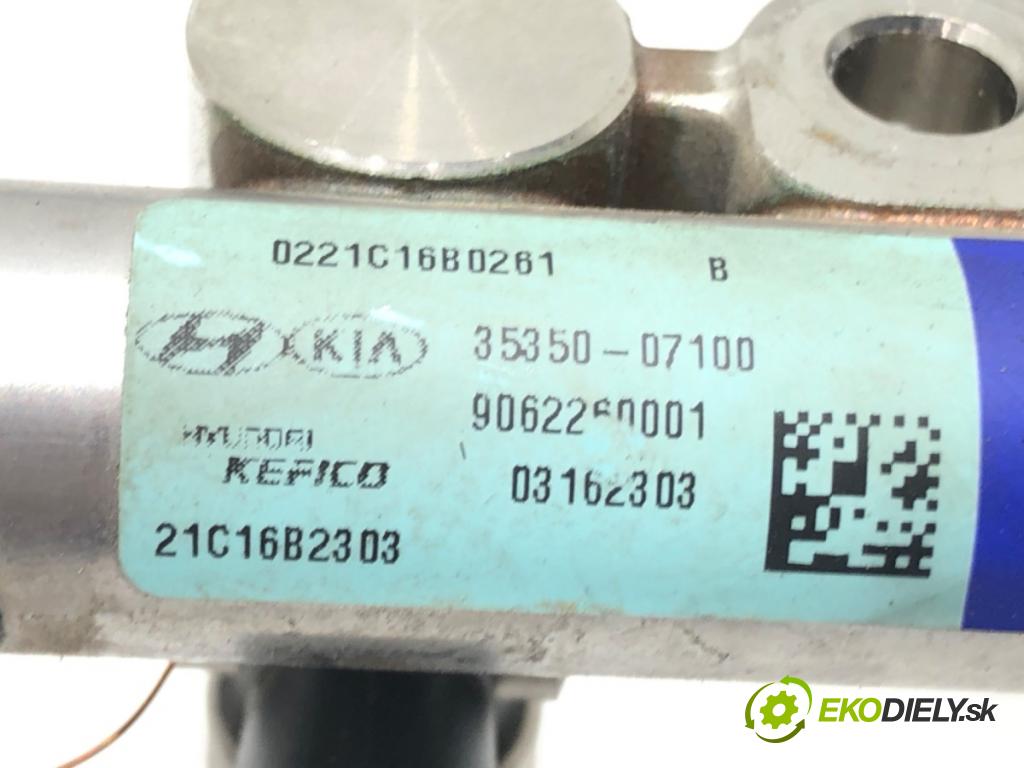 0221C16B0261 B
KIA 35350-07100
9062260001
HYUNDAI
KEFICO 03162303
21C16B2303
EKODIELY.sk